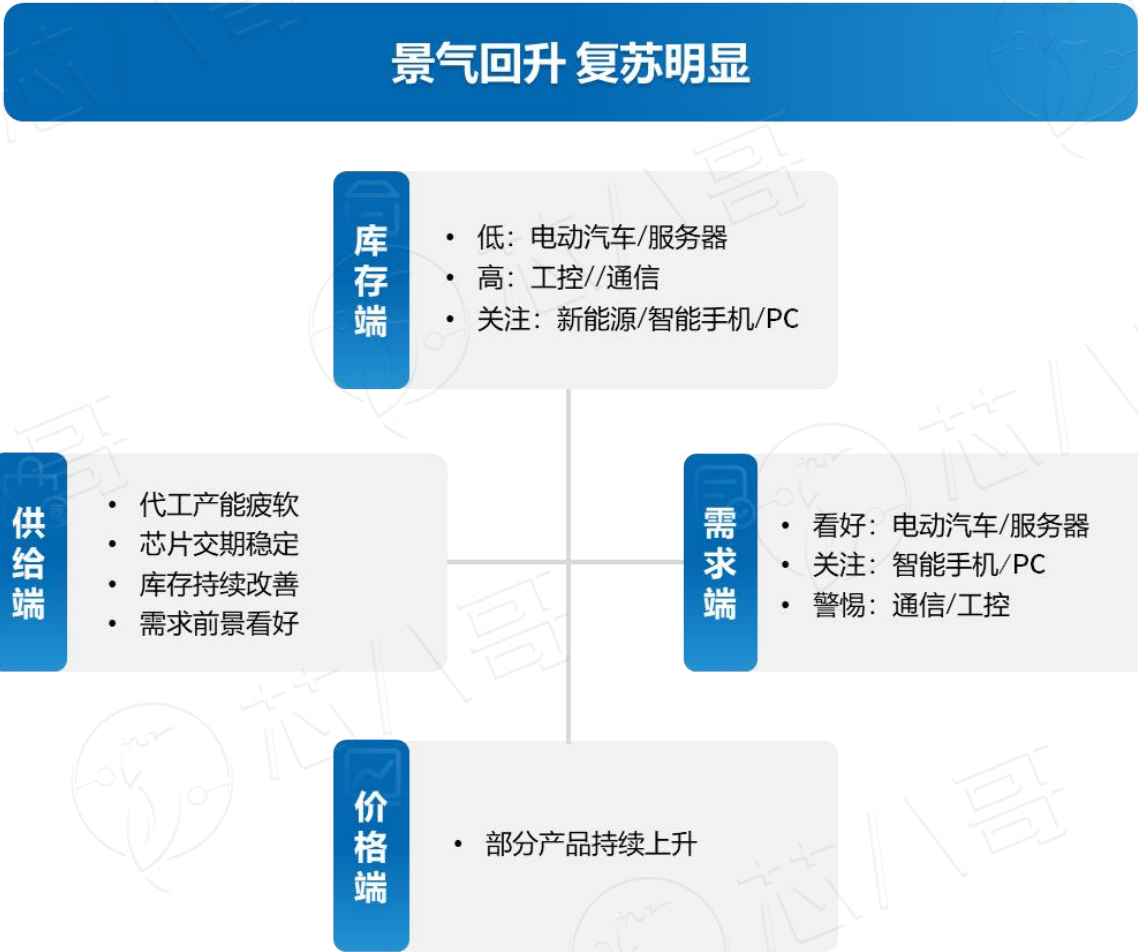 景气回升 复苏明显
库存端
• 低：电动汽车/服务器
• 高：工控//通信
• 关注：新能源/智能手机/PC
供给端
• 代工产能疲软
• 芯片交期稳定
• 库存持续改善
• 需求前景看好
需求端
• 看好：电动汽车/服务器
• 关注：智能手机/PC
• 警惕：通信/工控
价格端
• 部分产品持续上升
芯八哥